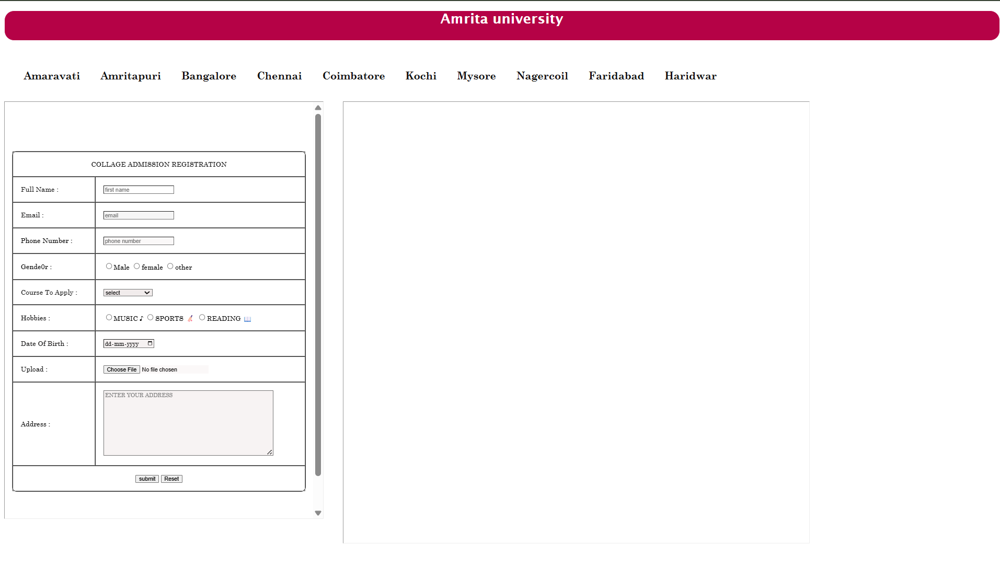 Amrita university
Amaravati Amritapuri Bangalore Chennai Coimbatore Kochi Mysore Nagercoil Faridabad Haridwar
COLLAGE ADMISSION REGISTRATION
Full Name : first name
Email : email
Phone Number : phone number
Gende0r : Male female other
Course To Apply : select
Hobbies : MUSIC ♪ SPORTS READING
Date Of Birth : dd-mm-yyyy
Upload : Choose File No file chosen
ENTER YOUR ADDRESS
Address :
submit Reset